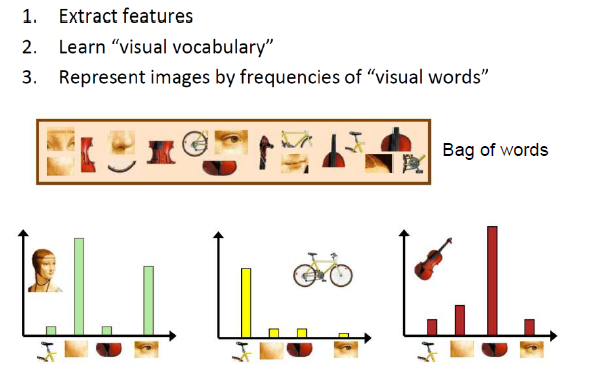 1. Extract features
2. Learn “visual vocabulary”
3. Represent images by frequencies of “visual words”
Bag of words